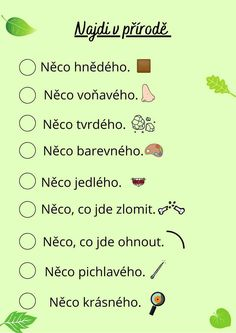 Najdi v přírodě
Něco hnědého.
Něco voňavého.
Něco tvrdého.
Něco barevného.
Něco jedlého.
Něco, co jde zlomit.
Něco, co jde ohnout.
Něco pichlavého.
Něco krásného.